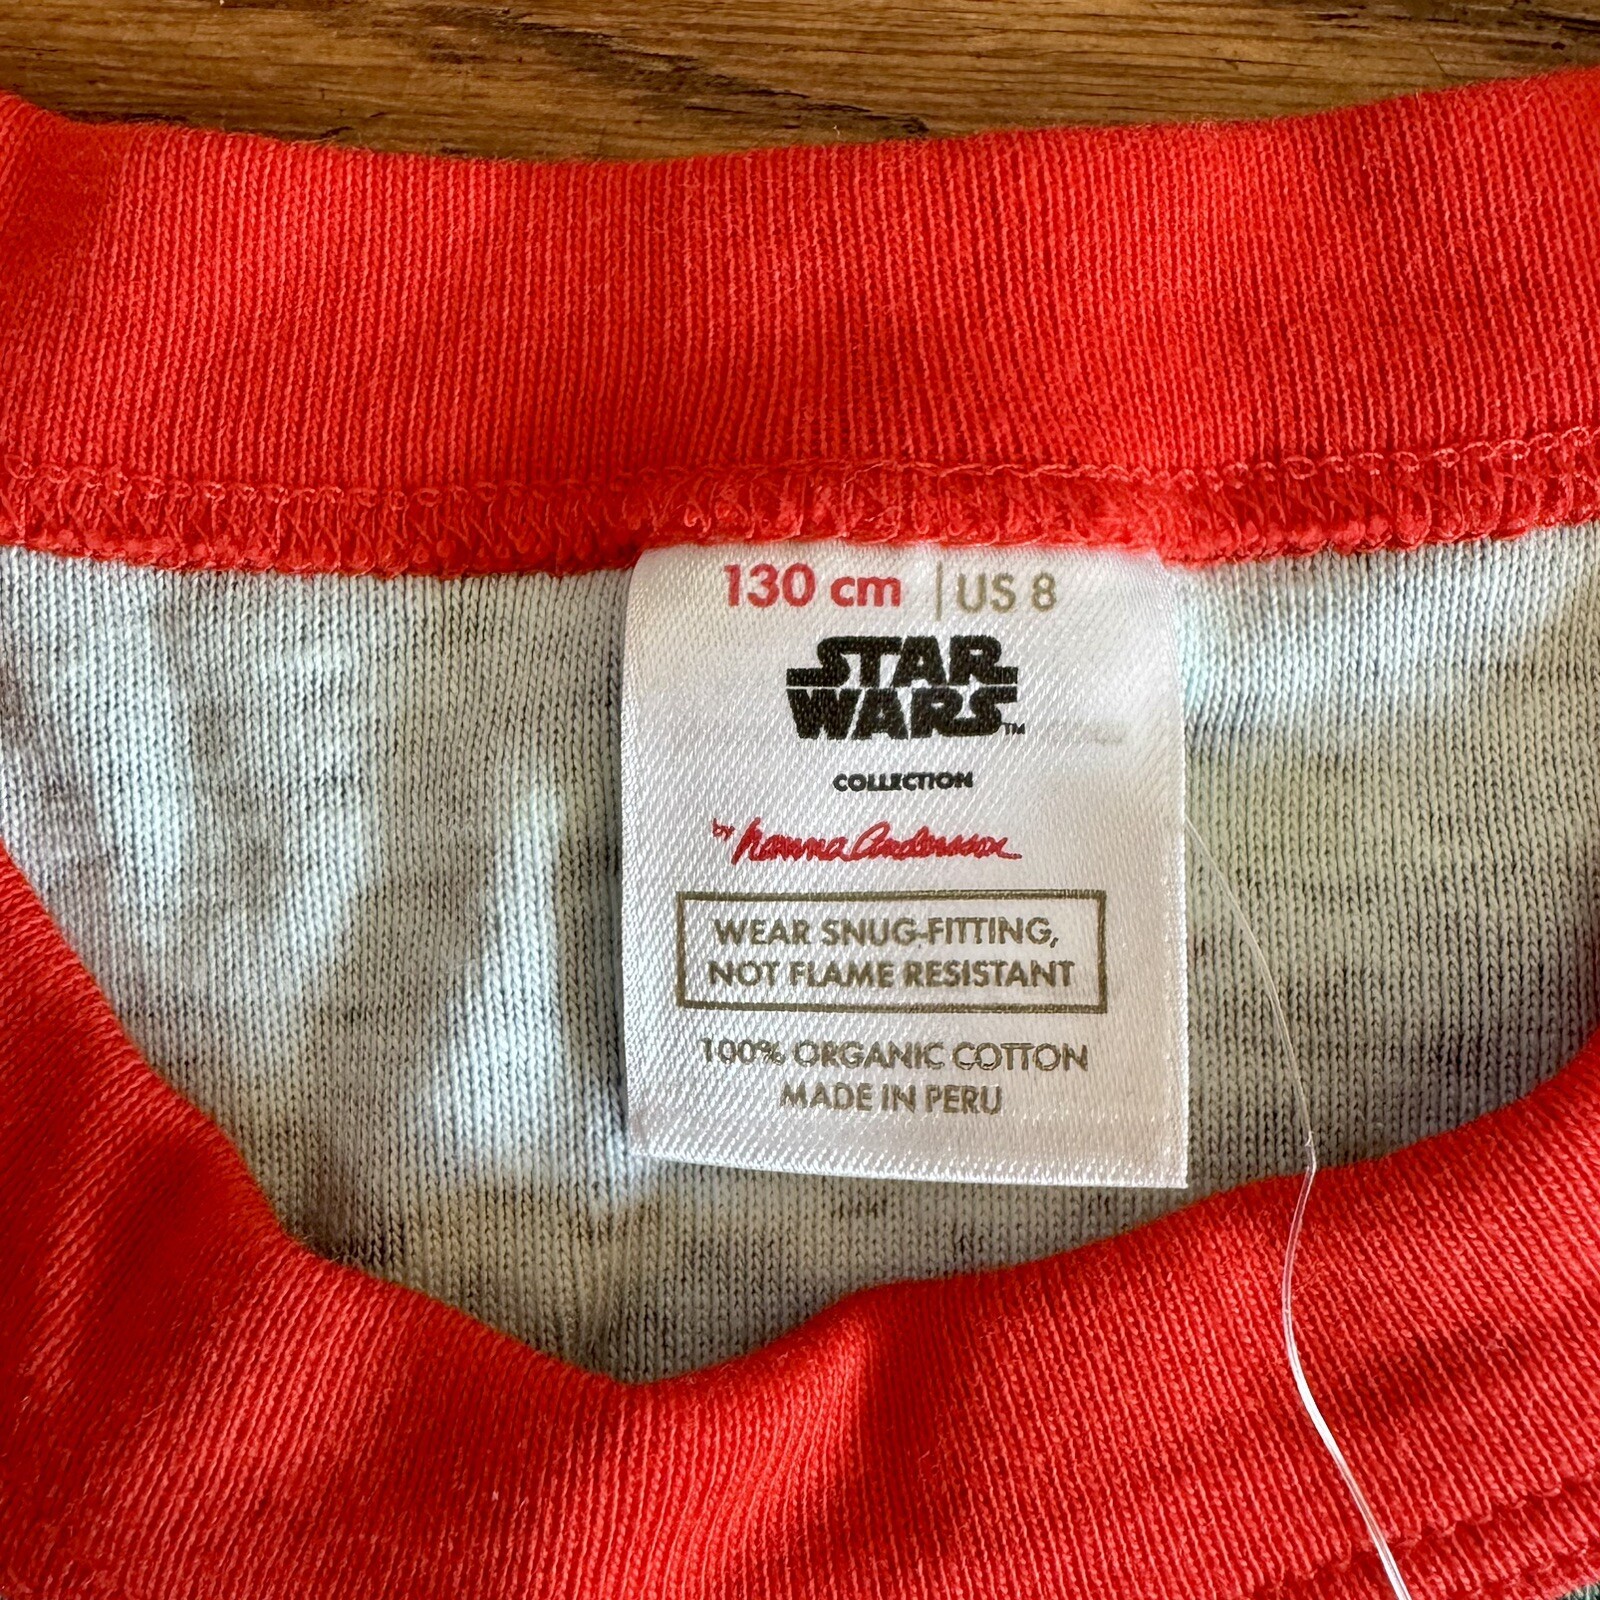 130 cm | US 8
STAR
WARS™
COLLECTION
by hanna andersson
WEAR SNUG-FITTING,
NOT FLAME RESISTANT
100% ORGANIC COTTON
MADE IN PERU